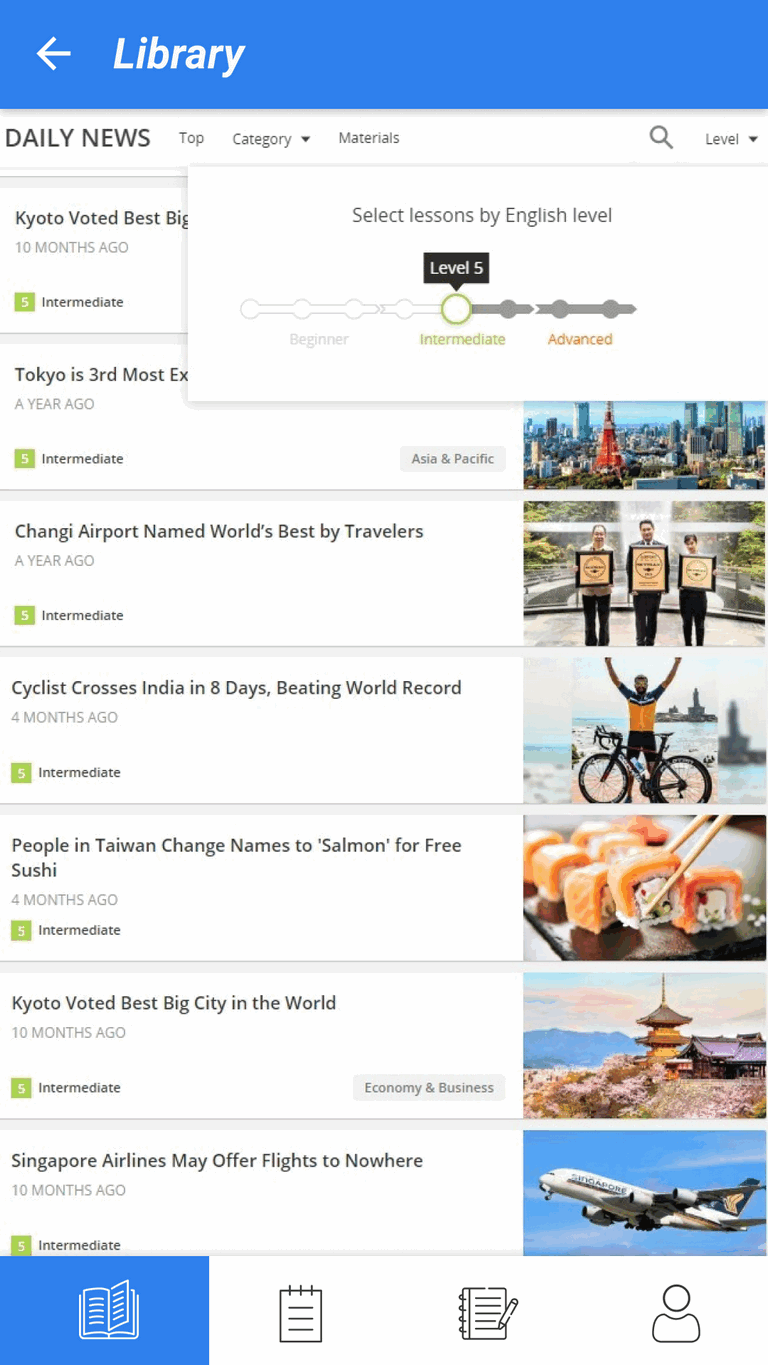 Library
DAILY NEWS Top Category Materials Level
Select lessons by English level
Level 5
Beginner Intermediate Advanced
Kyoto Voted Best Big
10 MONTHS AGO
5 Intermediate
Tokyo is 3rd Most Ex
A YEAR AGO
5 Intermediate Asia & Pacific
Changi Airport Named World's Best by Travelers
A YEAR AGO
5 Intermediate
Cyclist Crosses India in 8 Days, Beating World Record
4 MONTHS AGO
5 Intermediate
People in Taiwan Change Names to 'Salmon' for Free
Sushi
4 MONTHS AGO
5 Intermediate
Kyoto Voted Best Big City in the World
10 MONTHS AGO
5 Intermediate Economy & Business
Singapore Airlines May Offer Flights to Nowhere
10 MONTHS AGO
SINGAPORE
5 Intermediate